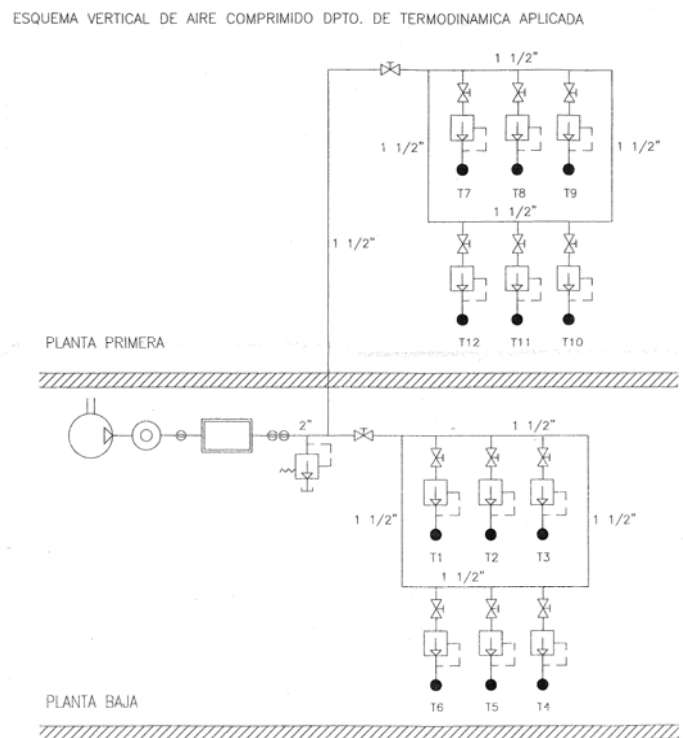 ESQUEMA VERTICAL DE AIRE COMPRIMIDO DPTO. DE TERMODINAMICA APLICADA
1 1/2"
1 1/2"
1 1/2"
T7 T8 T9
1 1/2"
1 1/2"
T12 T11 T10
PLANTA PRIMERA
2"
1 1/2"
1 1/2"
1 1/2"
T1 T2 T3
1 1/2"
T6 T5 T4
PLANTA BAJA